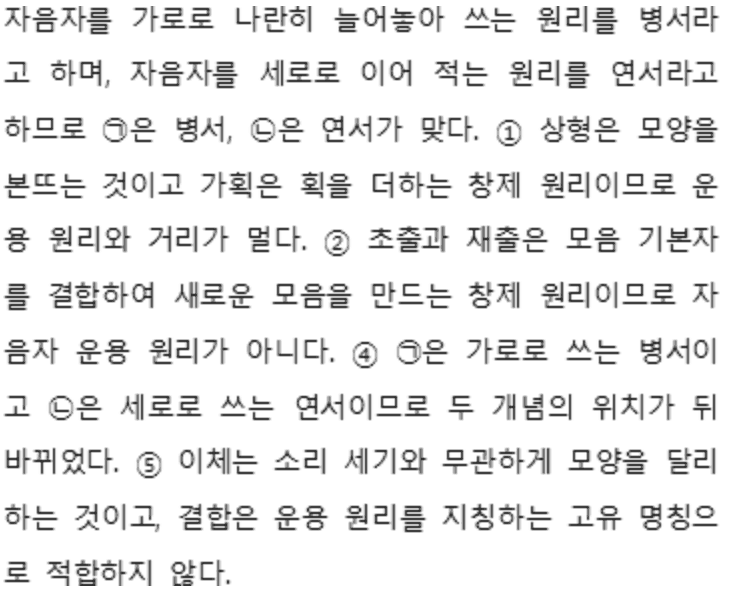 자음자를 가로로 나란히 늘어놓아 쓰는 원리를 병서라
고 하며, 자음자를 세로로 이어 적는 원리를 연서라고
하므로 ㉠은 병서, ㉡은 연서가 맞다. ① 상형은 모양을
본뜨는 것이고 가획은 획을 더하는 창제 원리이므로 운
용 원리와 거리가 멀다. ② 초출과 재출은 모음 기본자
를 결합하여 새로운 모음을 만드는 창제 원리이므로 자
음자 운용 원리가 아니다. ④ ㉠은 가로로 쓰는 병서이
고 ㉡은 세로로 쓰는 연서이므로 두 개념의 위치가 뒤
바뀌었다. ⑤ 이체는 소리 세기와 무관하게 모양을 달리
하는 것이고, 결합은 운용 원리를 지칭하는 고유 명칭으
로 적합하지 않다.